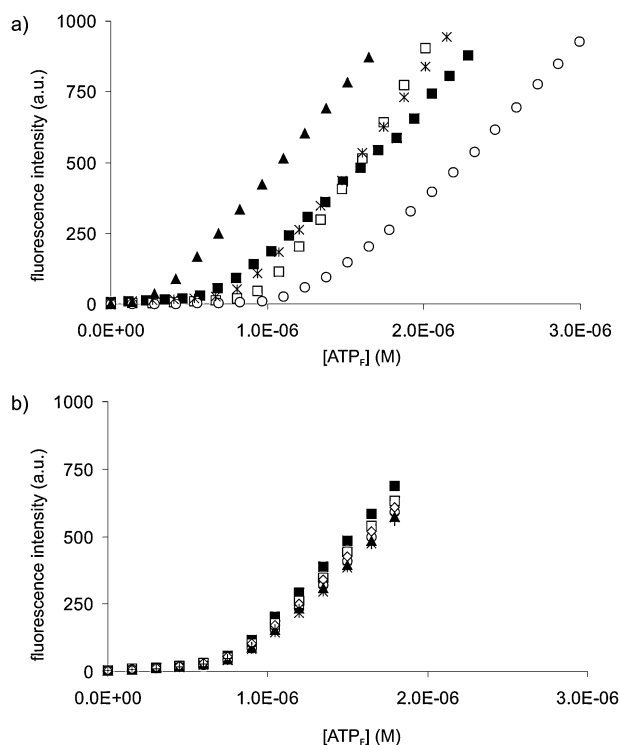 a)
1000
750
500
250
0
fluorescence intensity (a.u.)
0.0E+00
1.0E-06
2.0E-06
3.0E-06
[ATPF] (M)
b)
1000
750
500
250
0
fluorescence intensity (a.u.)
0.0E+00
1.0E-06
2.0E-06
3.0E-06
[ATPF] (M)